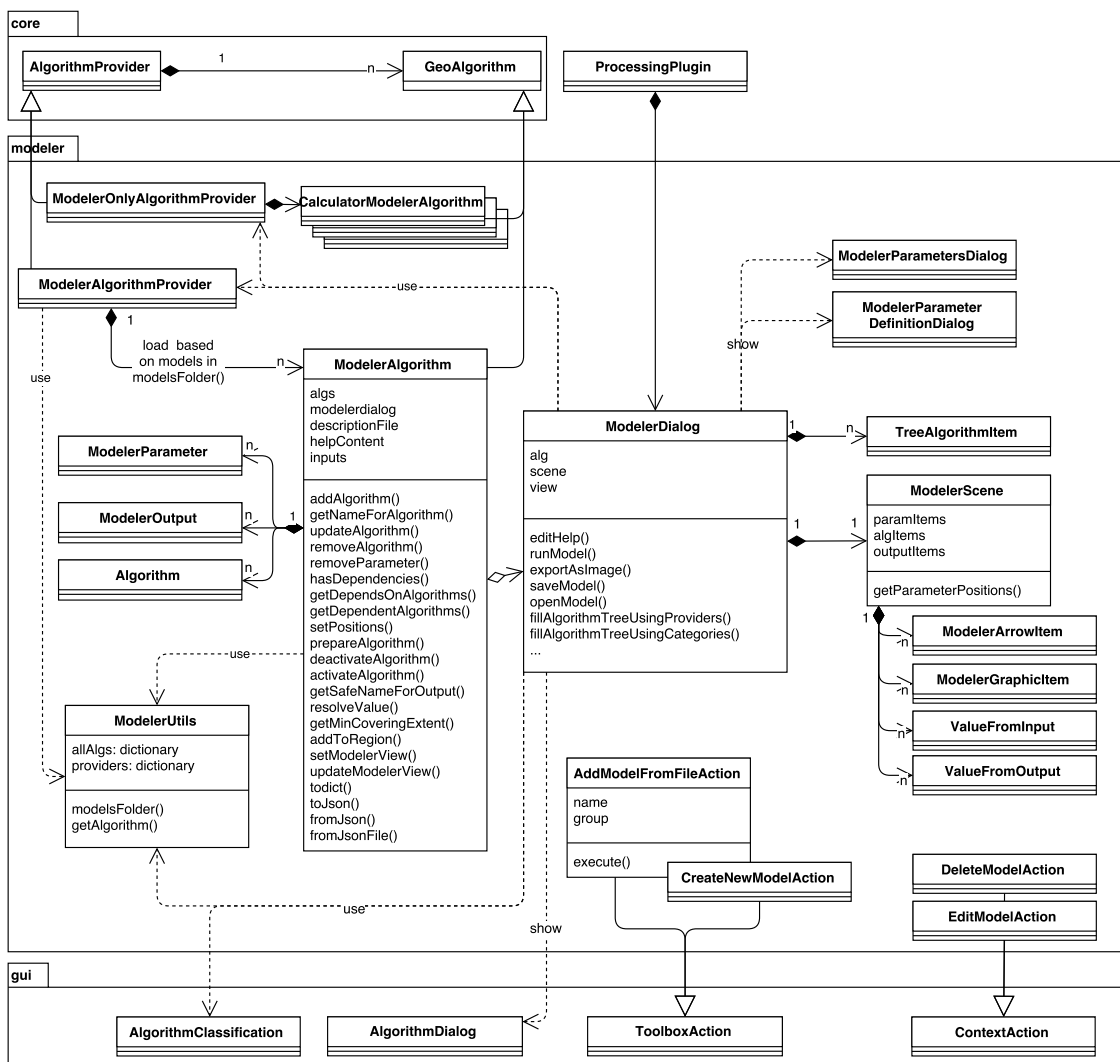 core
AlgorithmProvider
1
n
GeoAlgorithm
ProcessingPlugin
modeler
ModelerOnlyAlgorithmProvider
CalculatorModelerAlgorithm
ModelerAlgorithmProvider
use
ModelerParametersDialog
ModelerParameter
DefinitionDialog
show
1
load based
on models in
modelsFolder()
n
use
ModelerAlgorithm
algs
modelerdialog
descriptionFile
helpContent
inputs
addAlgorithm()
getNameForAlgorithm()
updateAlgorithm()
removeAlgorithm()
removeParameter()
hasDependencies()
getDependsOnAlgorithms()
getDependentAlgorithms()
setPositions()
prepareAlgorithm()
deactivateAlgorithm()
activateAlgorithm()
getSafeNameForOutput()
resolveValue()
getMinCoveringExtent()
addToRegion()
setModelerView()
updateModelerView()
todict()
toJson()
fromJson()
fromJsonFile()
ModelerParameter
n
ModelerOutput
n
1
Algorithm
n
ModelerDialog
alg
scene
view
editHelp()
runModel()
exportAsImage()
saveModel()
openModel()
fillAlgorithmTreeUsingProviders()
fillAlgorithmTreeUsingCategories()
...
1
n
TreeAlgorithmItem
1
1
ModelerScene
paramItems
algItems
outputItems
getParameterPositions()
1
n
ModelerArrowItem
n
ModelerGraphicItem
n
ValueFromInput
n
ValueFromOutput
use
ModelerUtils
allAlgs: dictionary
providers: dictionary
modelsFolder()
getAlgorithm()
use
show
AddModelFromFileAction
name
group
execute()
CreateNewModelAction
DeleteModelAction
EditModelAction
gui
AlgorithmClassification
AlgorithmDialog
ToolboxAction
ContextAction